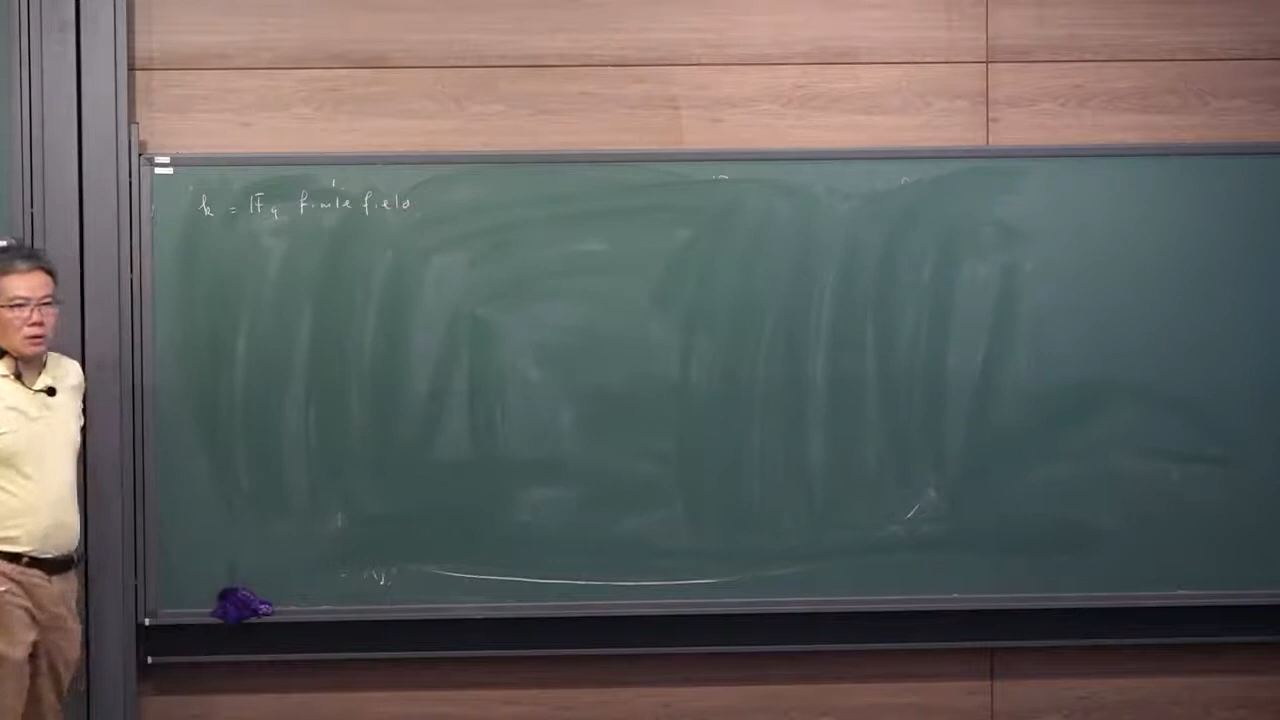 k = 𝔽_q finite field